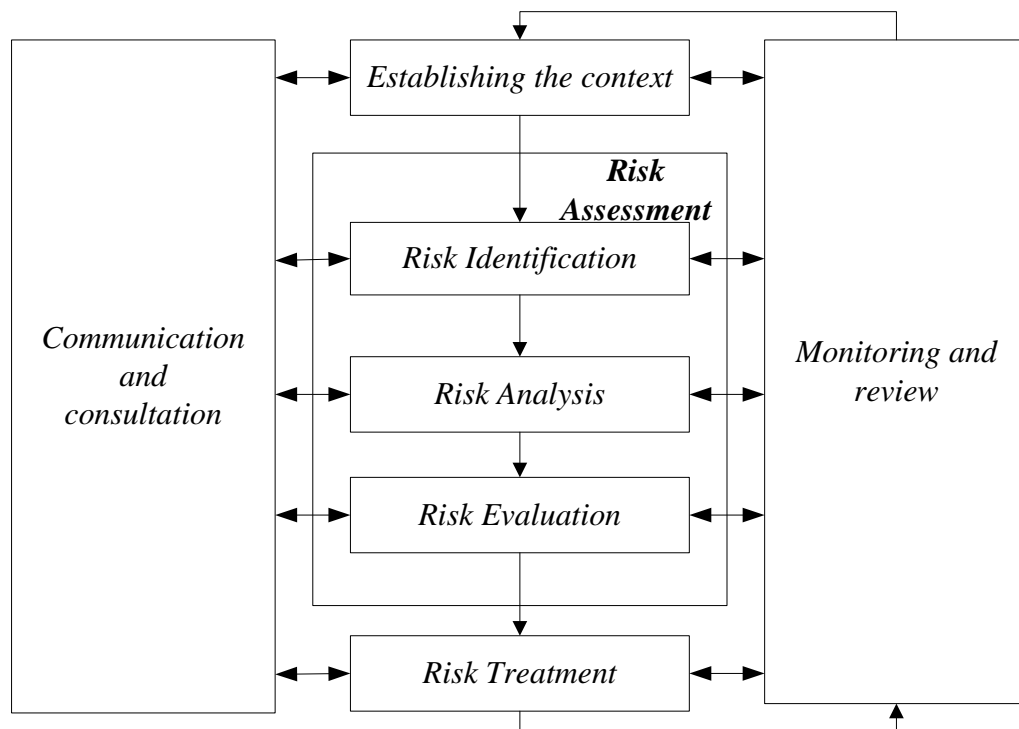 Establishing the context
Risk
Assessment
Risk Identification
Communication
and
consultation
Monitoring and
review
Risk Analysis
Risk Evaluation
Risk Treatment